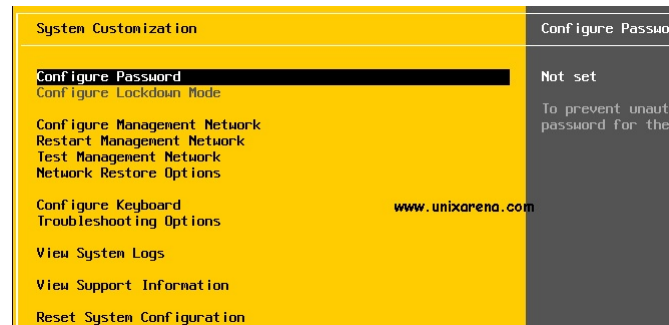 System Customization
Configure Passwo
Configure Password
Not set
Configure Lockdown Mode
To prevent unaut
password for the
Configure Management Network
Restart Management Network
Test Management Network
Network Restore Options
Configure Keyboard
www.unixarena.com
Troubleshooting Options
View System Logs
View Support Information
Reset System Configuration